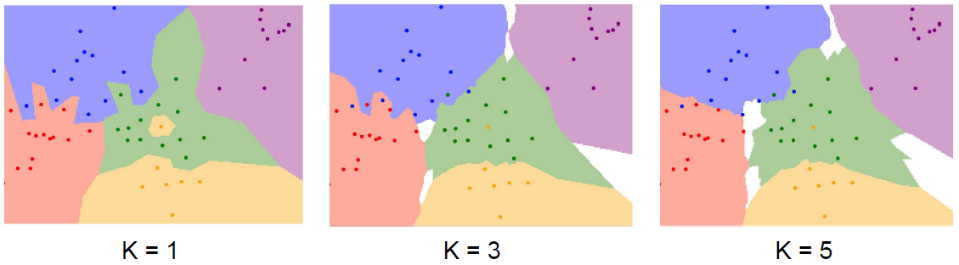 K = 1
K = 3
K = 5